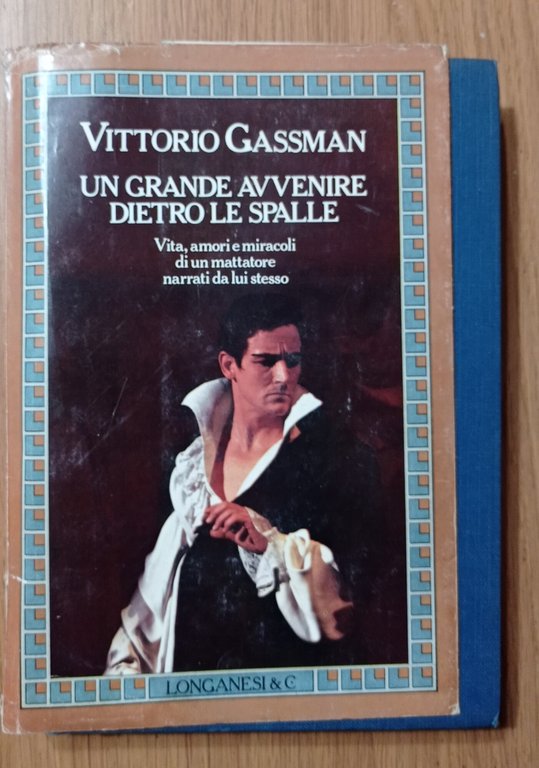 VITTORIO GASSMAN
UN GRANDE AVVENIRE
DIETRO LE SPALLE
Vita, amori e miracoli
di un mattatore
narrati da lui stesso
LONGANESI & C